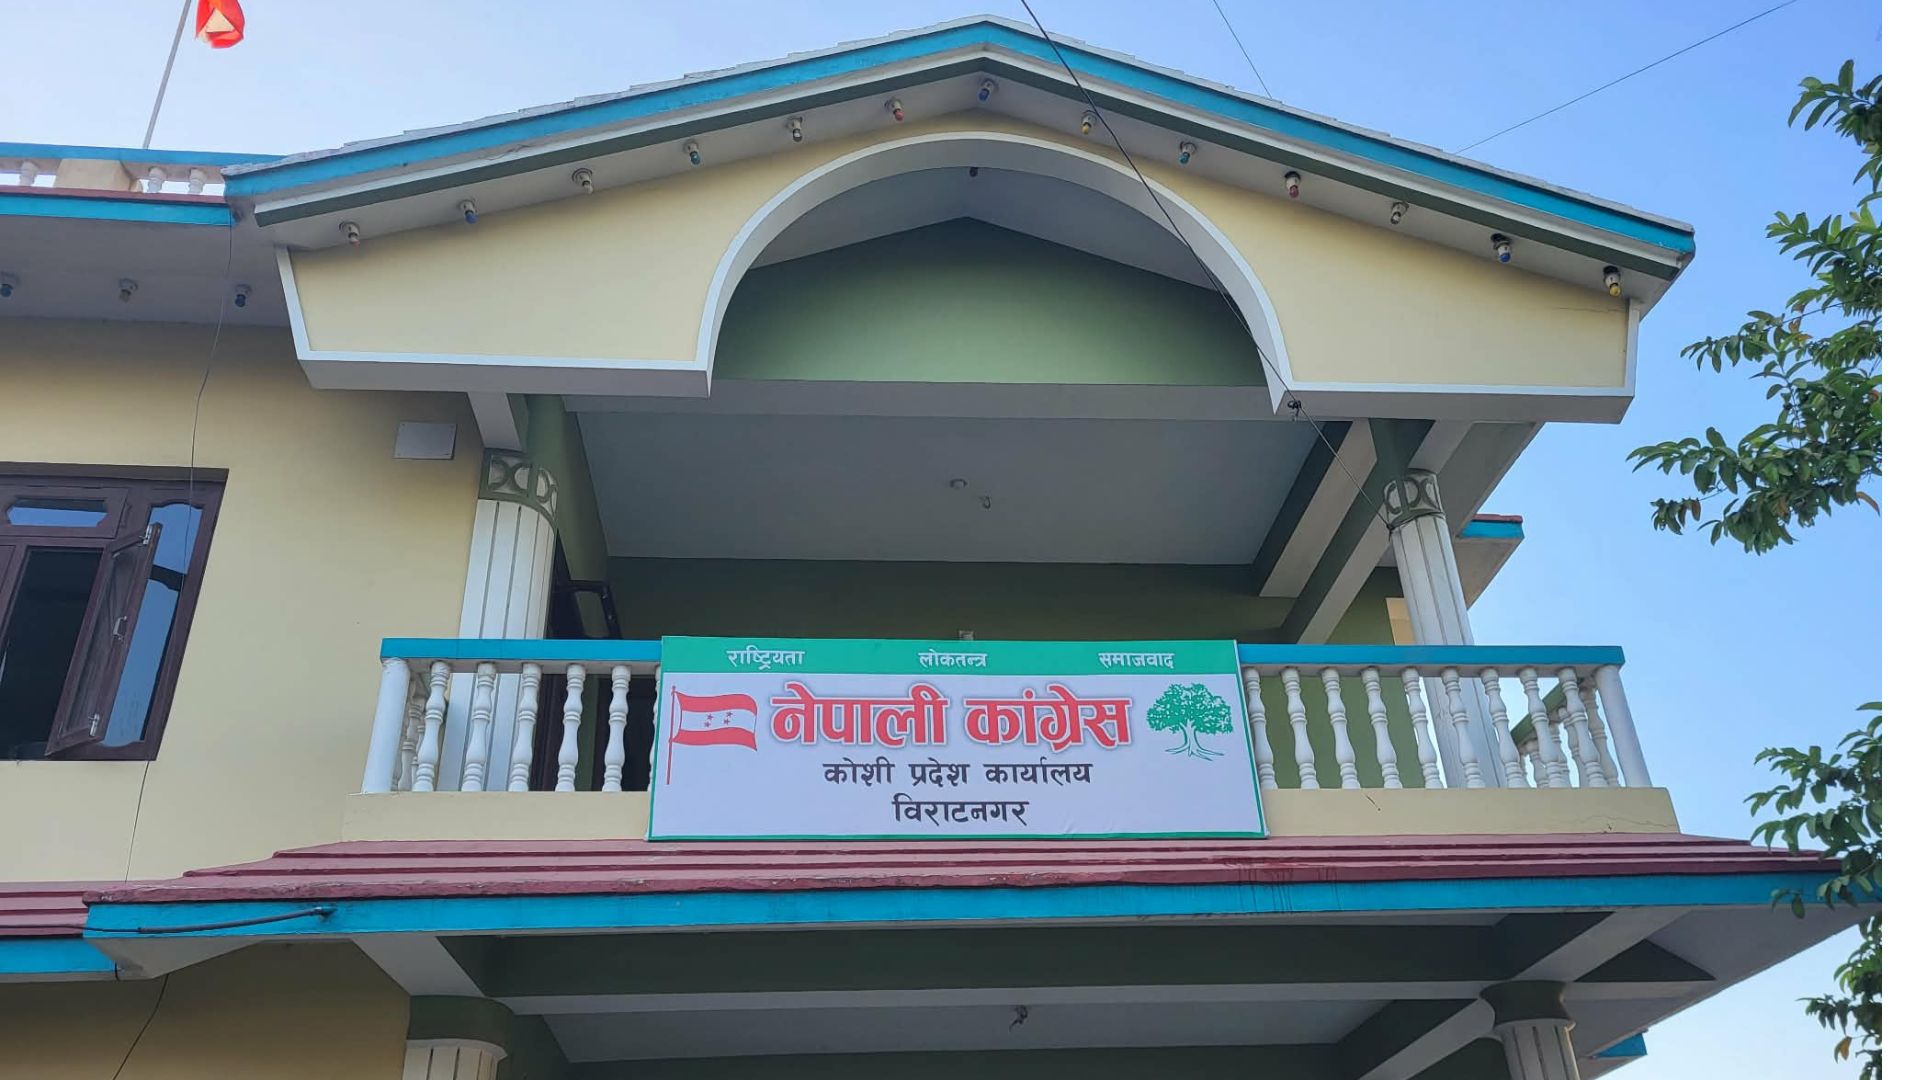 राष्ट्रियता लोकतन्त्र समाजवाद
नेपाली कांग्रेस
कोशी प्रदेश कार्यालय
विराटनगर